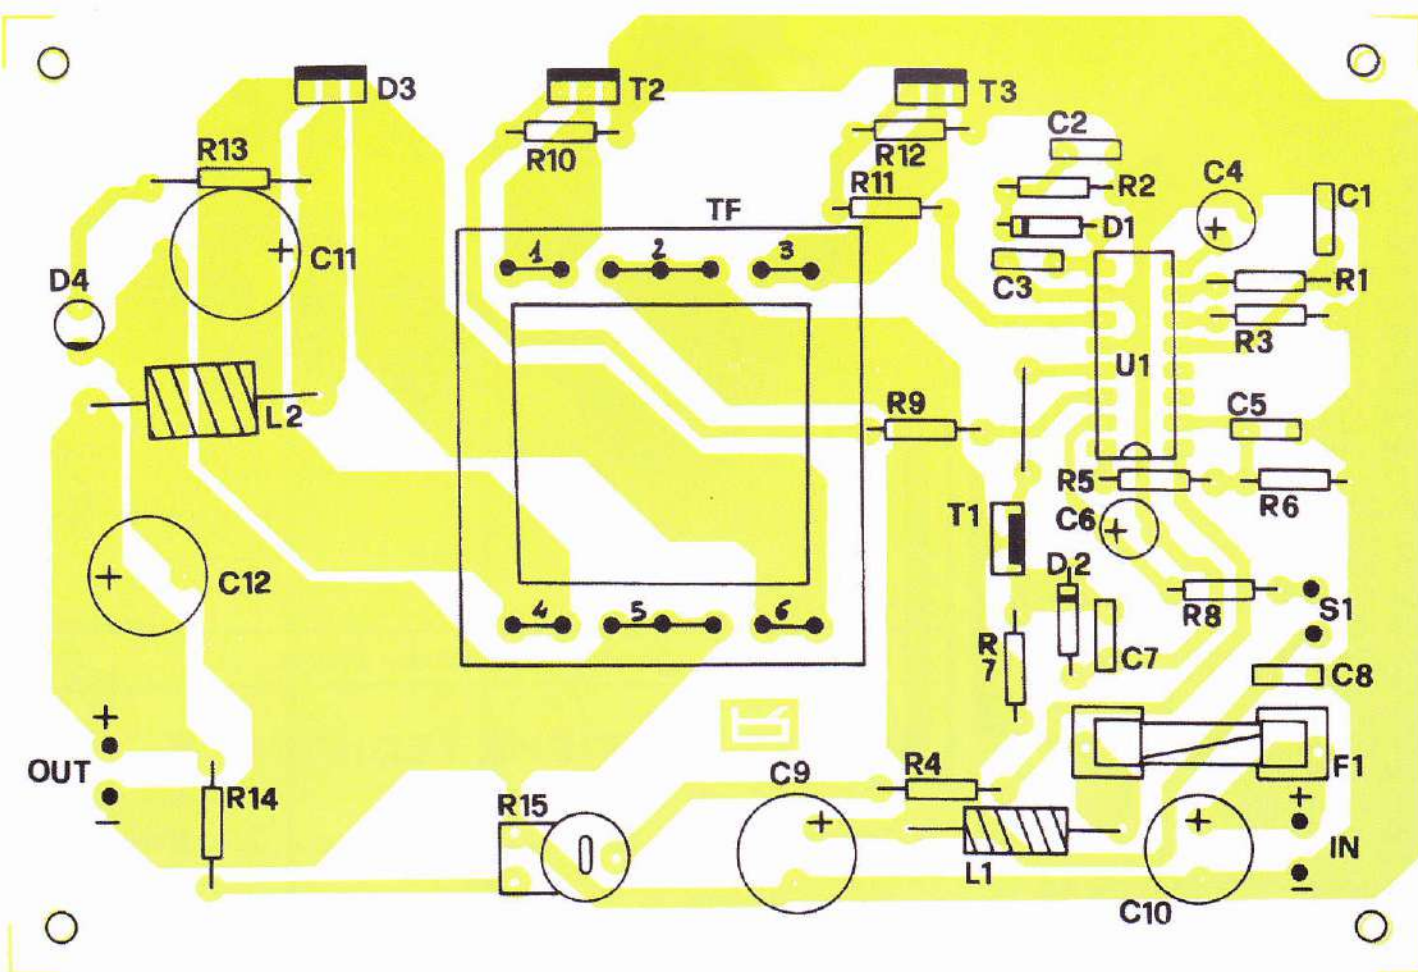 D3
T2
T3
C2
R13
R10
R12
R2
C4
C1
R11
TF
D1
C11
1
2
3
C3
D4
R1
R3
U1
L2
R9
C5
R5
R6
T1
C6
D2
C12
4
5
6
R8
S1
R
7
C7
C8
+
OUT
-
R14
R15
C9
R4
F1
+
IN
-
L1
C10
+
+
+
+
+
+